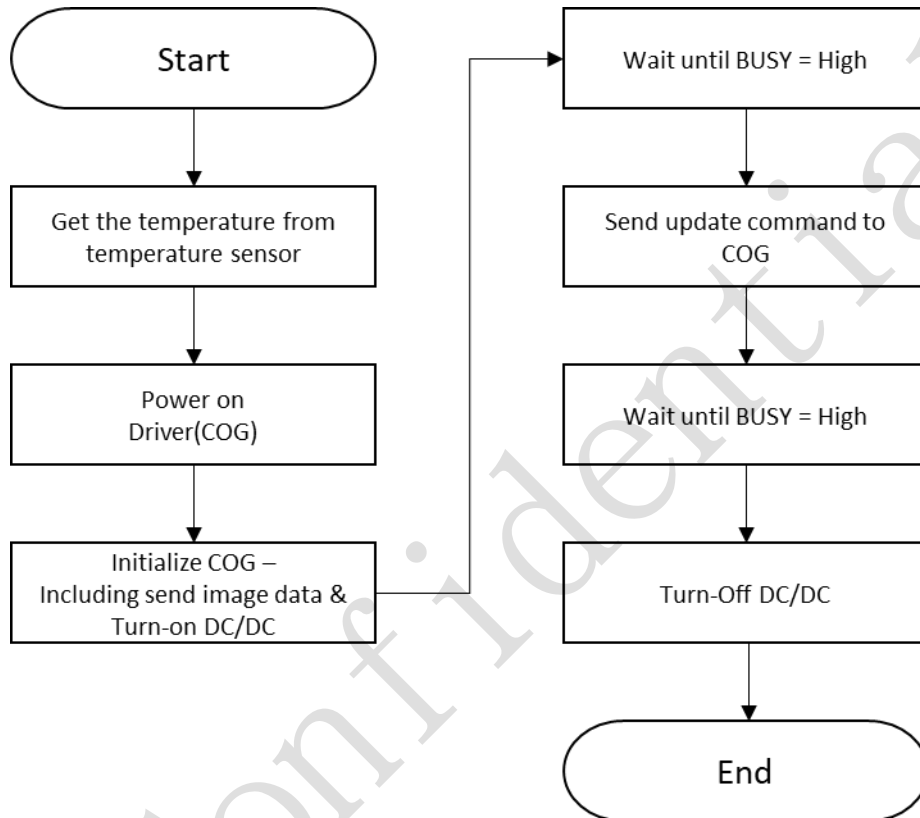 Start
Get the temperature from
temperature sensor
Power on
Driver(COG)
Initialize COG –
Including send image data &
Turn-on DC/DC
Wait until BUSY = High
Send update command to
COG
Wait until BUSY = High
Turn-Off DC/DC
End
Confidential